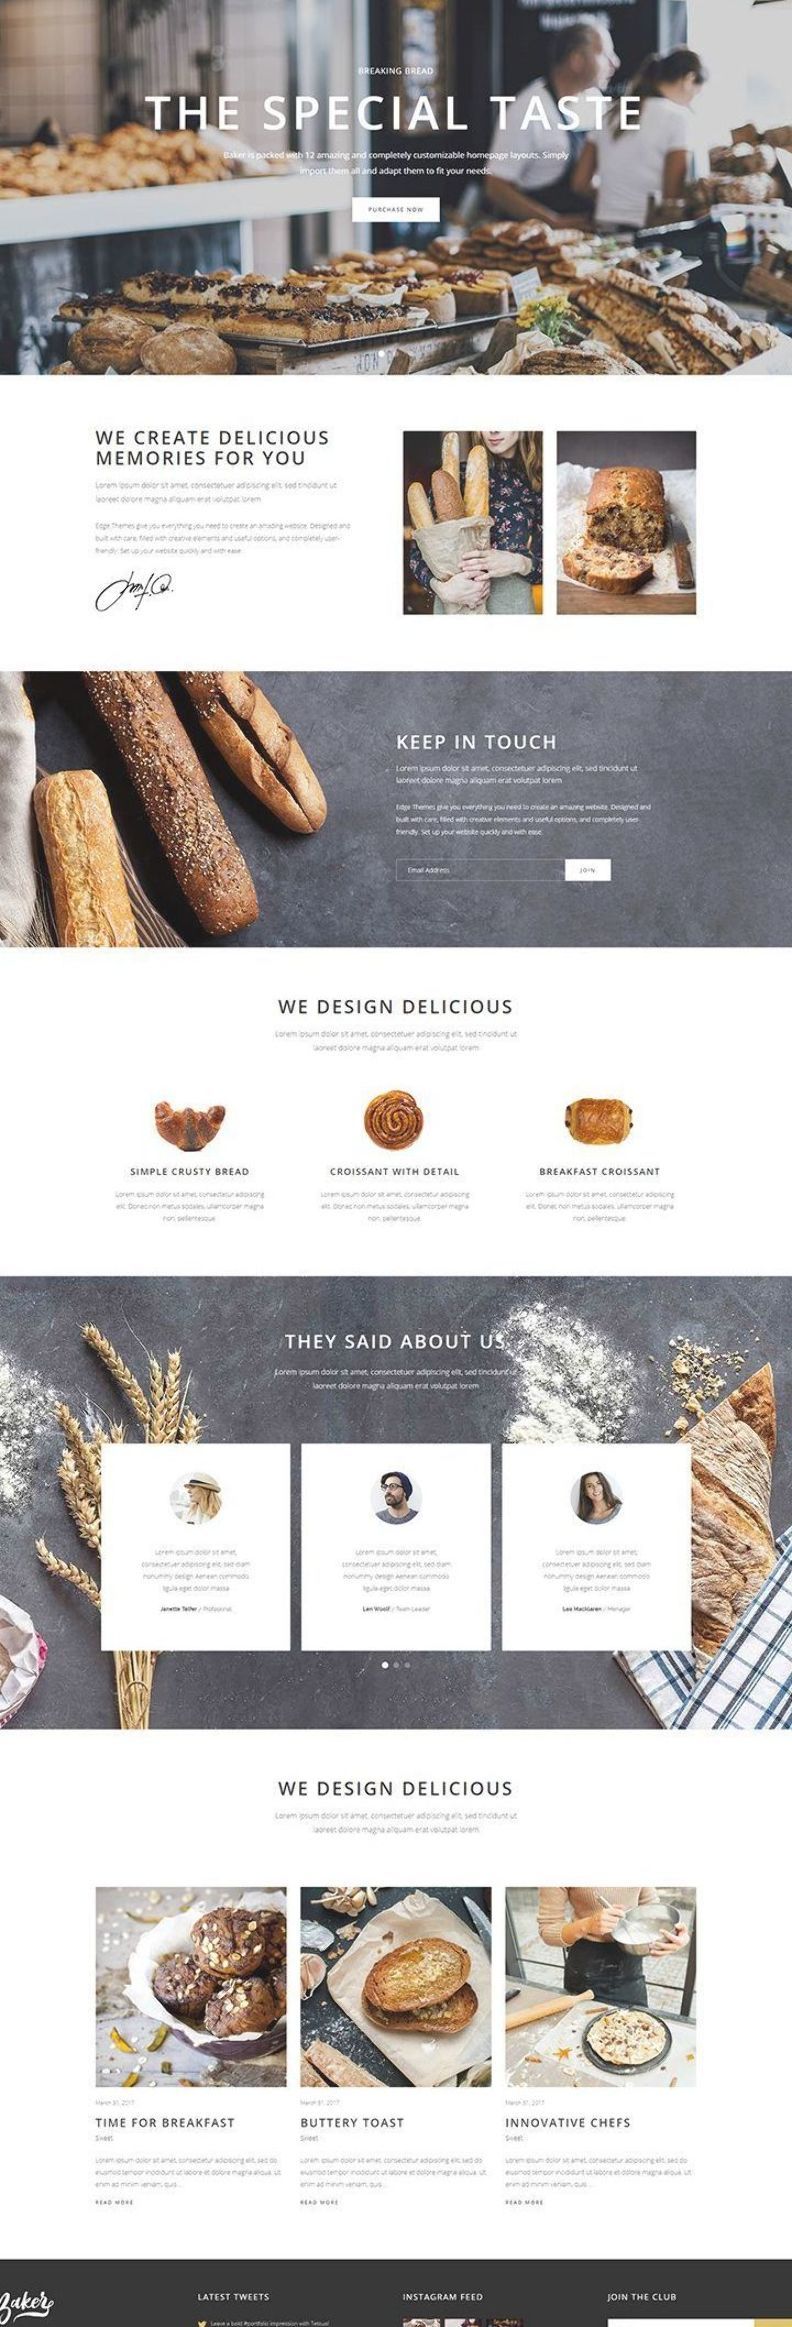 BREAKING BREAD
THE SPECIAL TASTE
Baker is packed with 12 amazing and completely customizable homepage layouts. Simply
import them all and adapt them to fit your needs.
PURCHASE NOW
WE CREATE DELICIOUS
MEMORIES FOR YOU
Lorem ipsum dolor sit amet, consectetuer adipiscing elit, sed tincidunt ut
laoreet dolore magna aliquam erat volutpat lorem
Edge Themes give you everything you need to create an amazing website. Designed and
built with care, filled with creative elements and useful options, and completely user-
friendly. Set up your website quickly and with ease.
KEEP IN TOUCH
Lorem ipsum dolor sit amet, consectetuer adipiscing elit, sed tincidunt ut
laoreet dolore magna aliquam erat volutpat lorem
Edge Themes give you everything you need to create an amazing website. Designed and
built with care, filled with creative elements and useful options, and completely user-
friendly. Set up your website quickly and with ease.
Email Address
JOIN
WE DESIGN DELICIOUS
Lorem ipsum dolor sit amet, consectetuer adipiscing elit, sed tincidunt ut
laoreet dolore magna aliquam erat volutpat lorem
SIMPLE CRUSTY BREAD
Lorem ipsum dolor sit amet, consectetur adipiscing
elit. Donec non metus sodales, ullamcorper magna
non, pellentesque.
CROISSANT WITH DETAIL
Lorem ipsum dolor sit amet, consectetur adipiscing
elit. Donec non metus sodales, ullamcorper magna
non, pellentesque.
BREAKFAST CROISSANT
Lorem ipsum dolor sit amet, consectetur adipiscing
elit. Donec non metus sodales, ullamcorper magna
non, pellentesque.
THEY SAID ABOUT US
Lorem ipsum dolor sit amet, consectetuer adipiscing elit, sed tincidunt ut
laoreet dolore magna aliquam erat volutpat lorem
Lorem ipsum dolor sit amet,
consectetuer adipiscing elit, sed diam
nonummy design Aenean commodo
ligula eget dolor massa
Janette Telfer / Professional
Lorem ipsum dolor sit amet,
consectetuer adipiscing elit, sed diam
nonummy design Aenean commodo
ligula eget dolor massa
Len Woolf / Team Leader
Lorem ipsum dolor sit amet,
consectetuer adipiscing elit, sed diam
nonummy design Aenean commodo
ligula eget dolor massa
Lea Macklaren / Manager
WE DESIGN DELICIOUS
Lorem ipsum dolor sit amet, consectetuer adipiscing elit, sed tincidunt ut
laoreet dolore magna aliquam erat volutpat lorem.
March 31, 2017
TIME FOR BREAKFAST
Sweet
Lorem ipsum dolor sit amet, consectetur adipiscing elit, sed do
eiusmod tempor incididunt ut labore et dolore magna aliqua. Ut
enim ad minim veniam, quis ...
READ MORE
March 31, 2017
BUTTERY TOAST
Sweet
Lorem ipsum dolor sit amet, consectetur adipiscing elit, sed do
eiusmod tempor incididunt ut labore et dolore magna aliqua. Ut
enim ad minim veniam, quis ...
READ MORE
March 31, 2017
INNOVATIVE CHEFS
Sweet
Lorem ipsum dolor sit amet, consectetur adipiscing elit, sed do
eiusmod tempor incididunt ut labore et dolore magna aliqua. Ut
enim ad minim veniam, quis ...
READ MORE
Baker
LATEST TWEETS
Leave a bold #portfolio impression with
INSTAGRAM FEED
JOIN THE CLUB